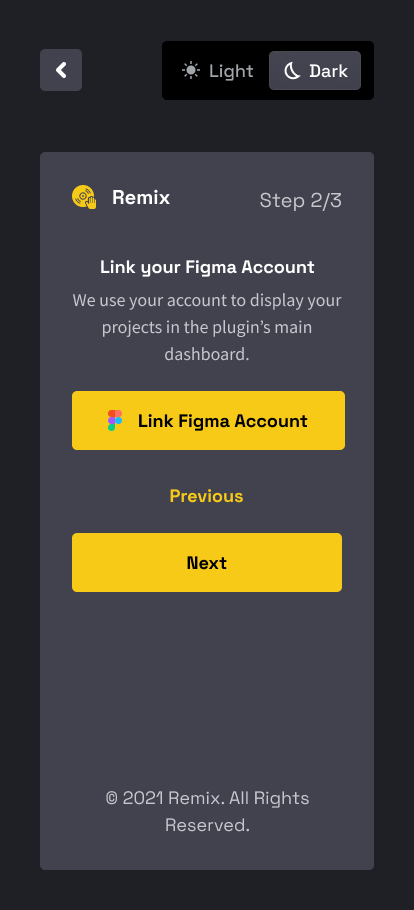 Light
Dark
Remix
Step 2/3
Link your Figma Account
We use your account to display your
projects in the plugin’s main
dashboard.
Link Figma Account
Previous
Next
© 2021 Remix. All Rights
Reserved.